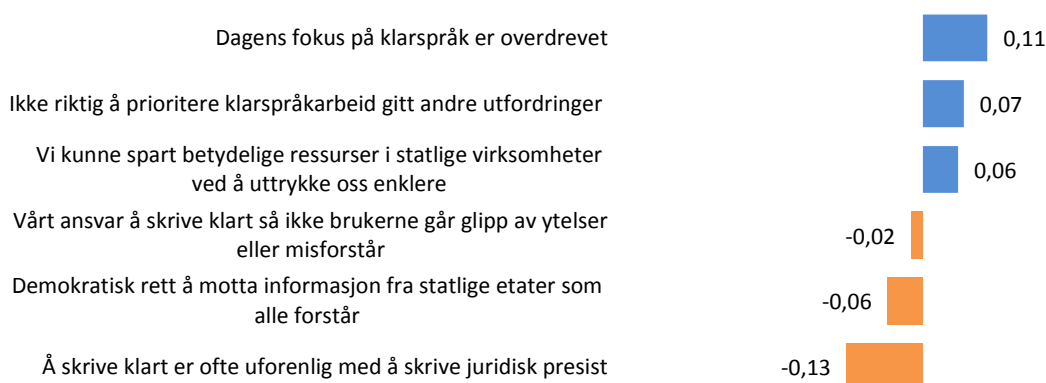 Dagens fokus på klarspråk er overdrevet
0,11
Ikke riktig å prioritere klarspråkarbeid gitt andre utfordringer
0,07
Vi kunne spart betydelige ressurser i statlige virksomheter
ved å uttrykke oss enklere
0,06
Vårt ansvar å skrive klart så ikke brukerne går glipp av ytelser
eller misforstår
-0,02
Demokratisk rett å motta informasjon fra statlige etater som
alle forstår
-0,06
Å skrive klart er ofte uforenlig med å skrive juridisk presist
-0,13